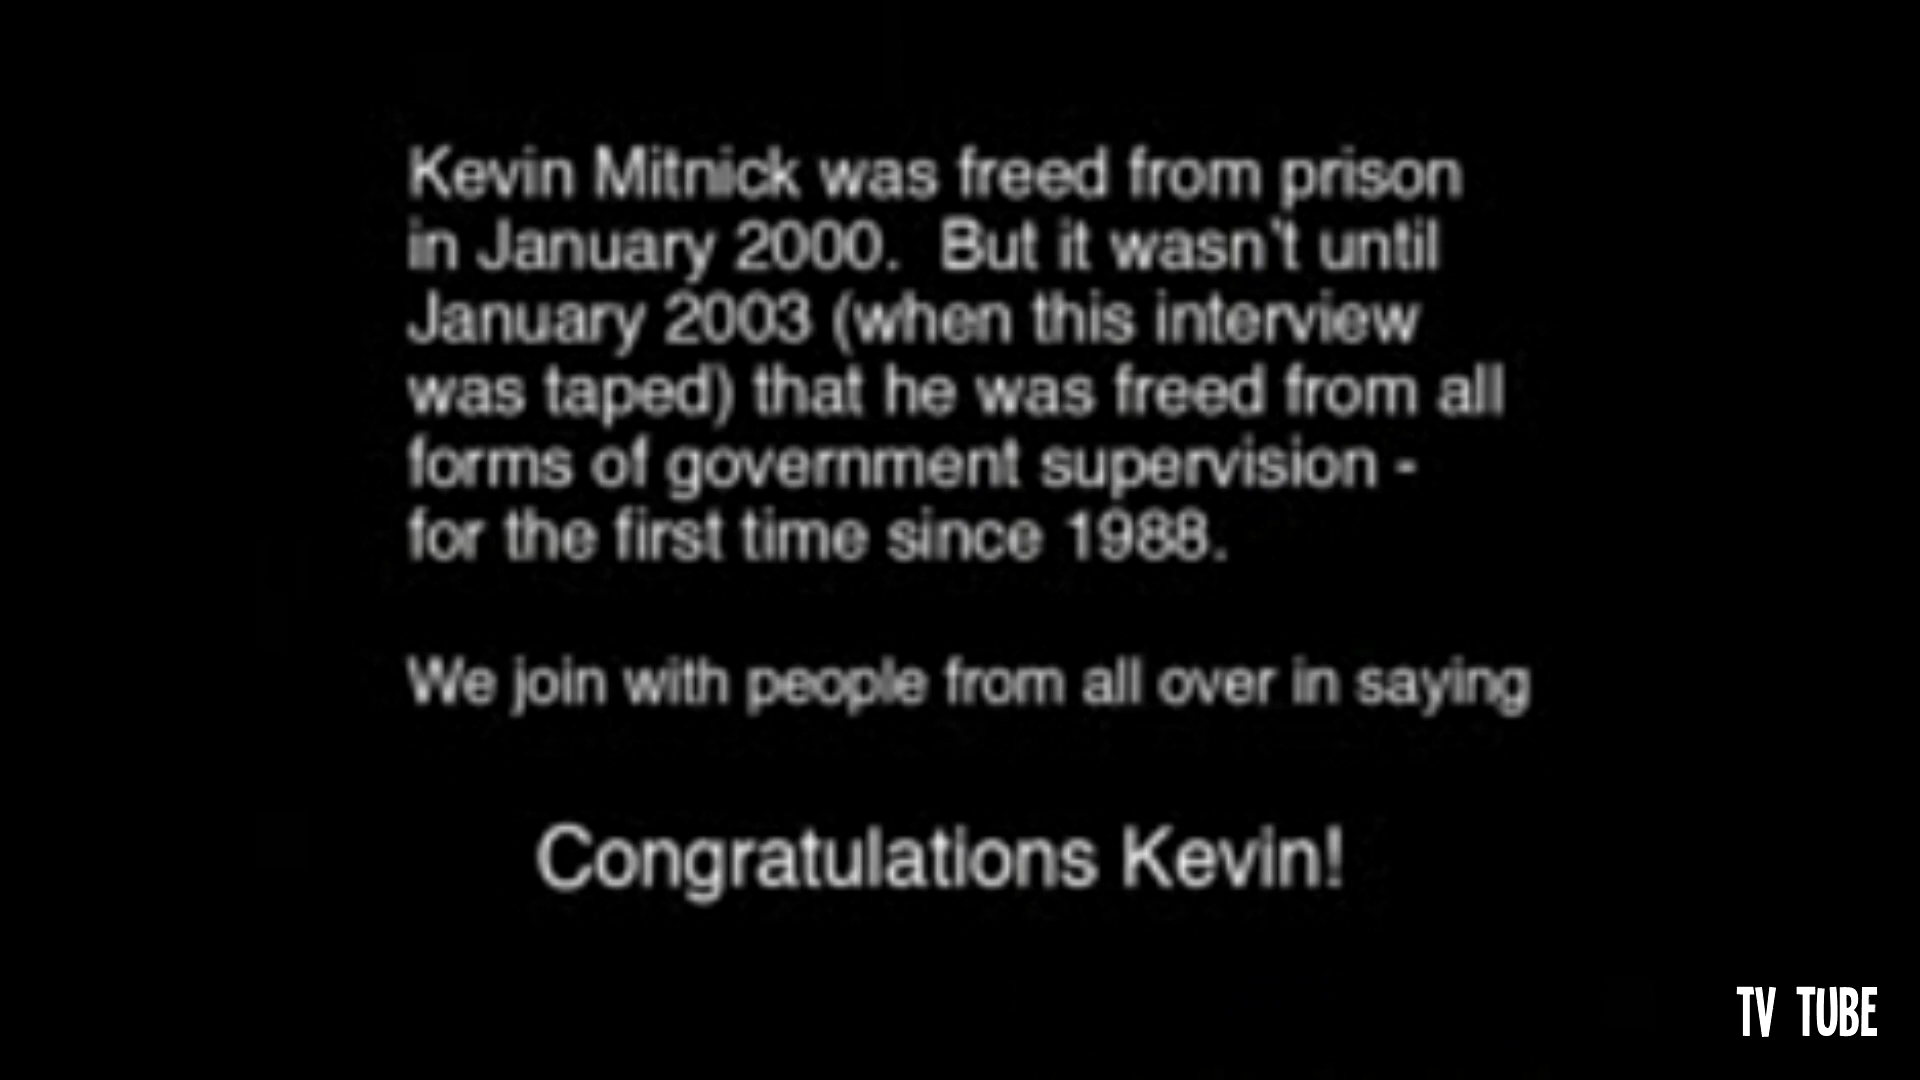 Kevin Mitnick was freed from prison
in January 2000.  But it wasn't until
January 2003 (when this interview
was taped) that he was freed from all
forms of government supervision -
for the first time since 1988.
We join with people from all over in saying
Congratulations Kevin!
TV TUBE